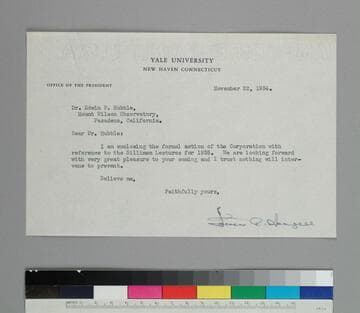 YALE UNIVERSITY
NEW HAVEN CONNECTICUT
OFFICE OF THE PRESIDENT
November 22, 1934.
Dr. Edwin P. Hubble,
Mount Wilson Observatory,
Pasadena, California.
Dear Dr. Hubble:
I am enclosing the formal action of the Corporation with
reference to the Silliman Lectures for 1935. We are looking forward
with very great pleasure to your coming and I trust nothing will inter-
vene to prevent.
Believe me,
Faithfully yours,